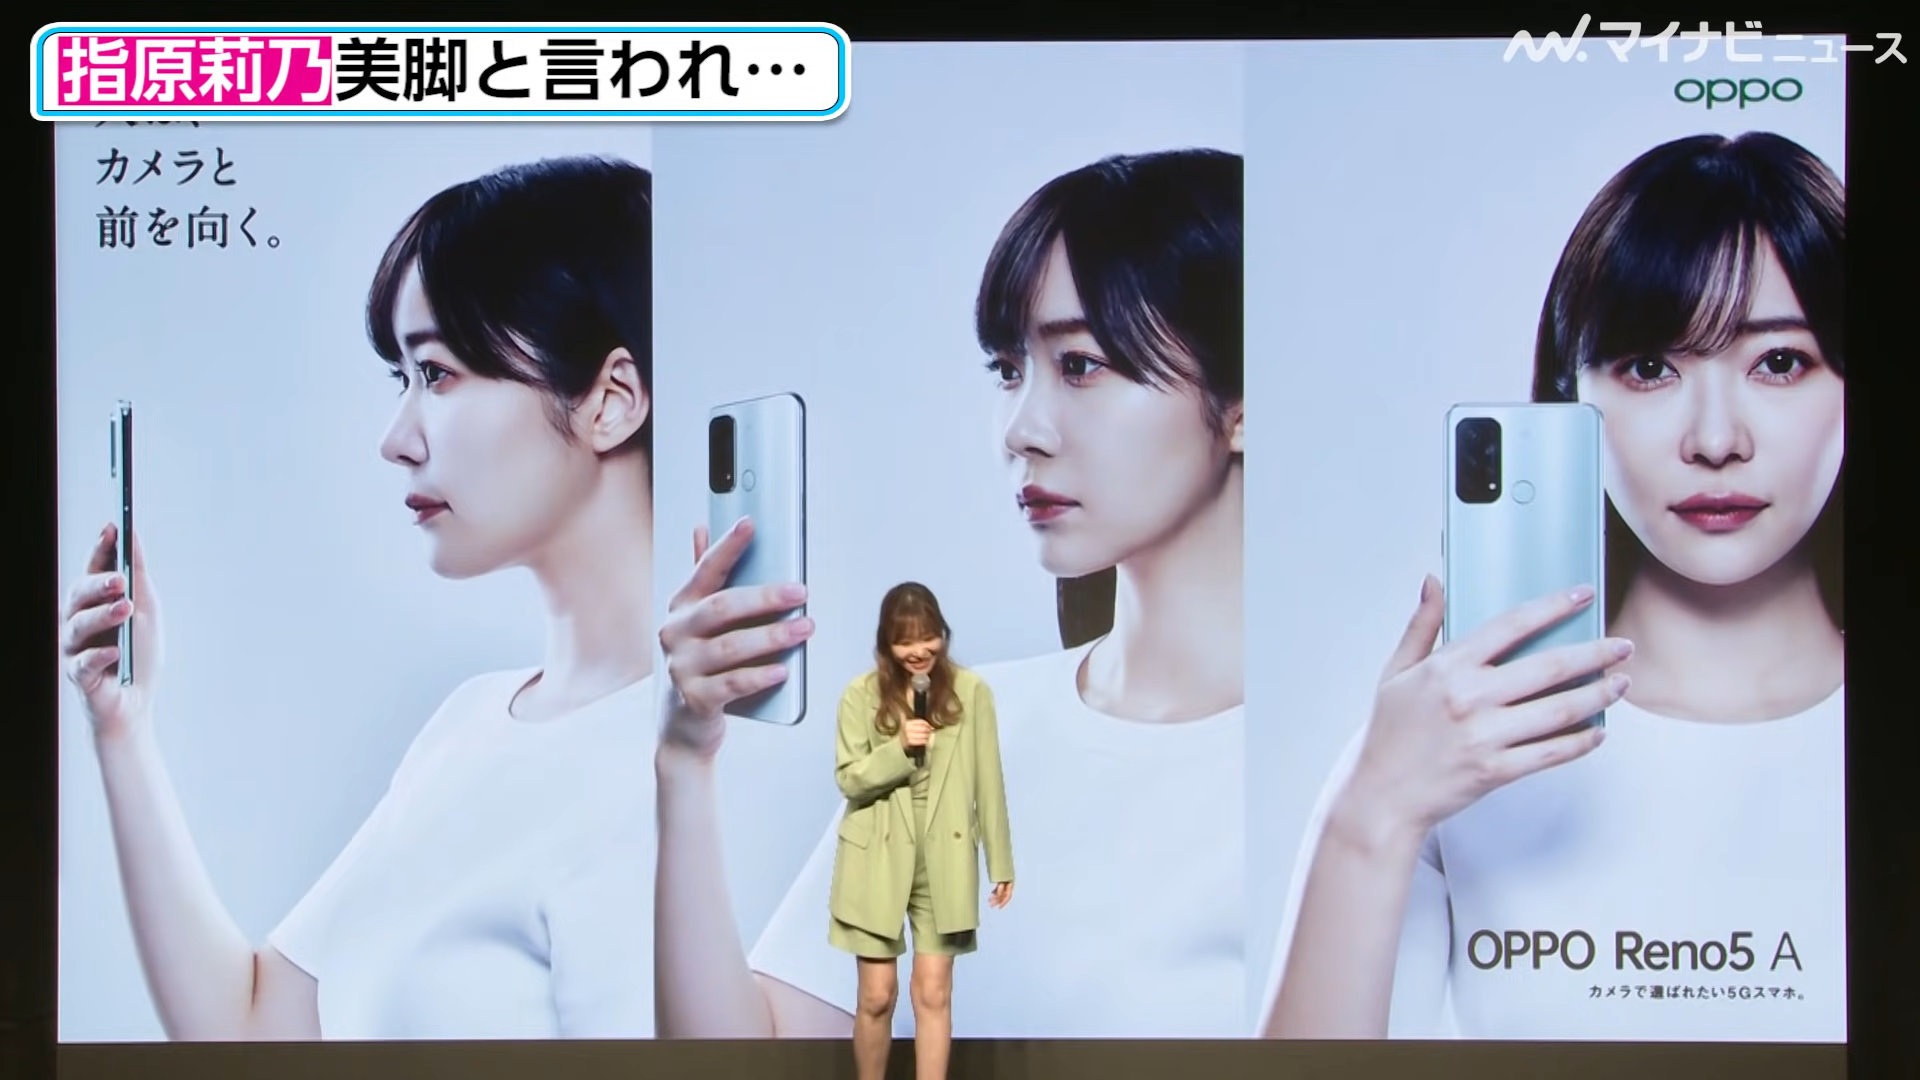 指原莉乃美脚と言われ…
マイナビニュース
oppo
カメラと
前を向く。
OPPO Reno5 A
カメラで選ばれたい5Gスマホ。